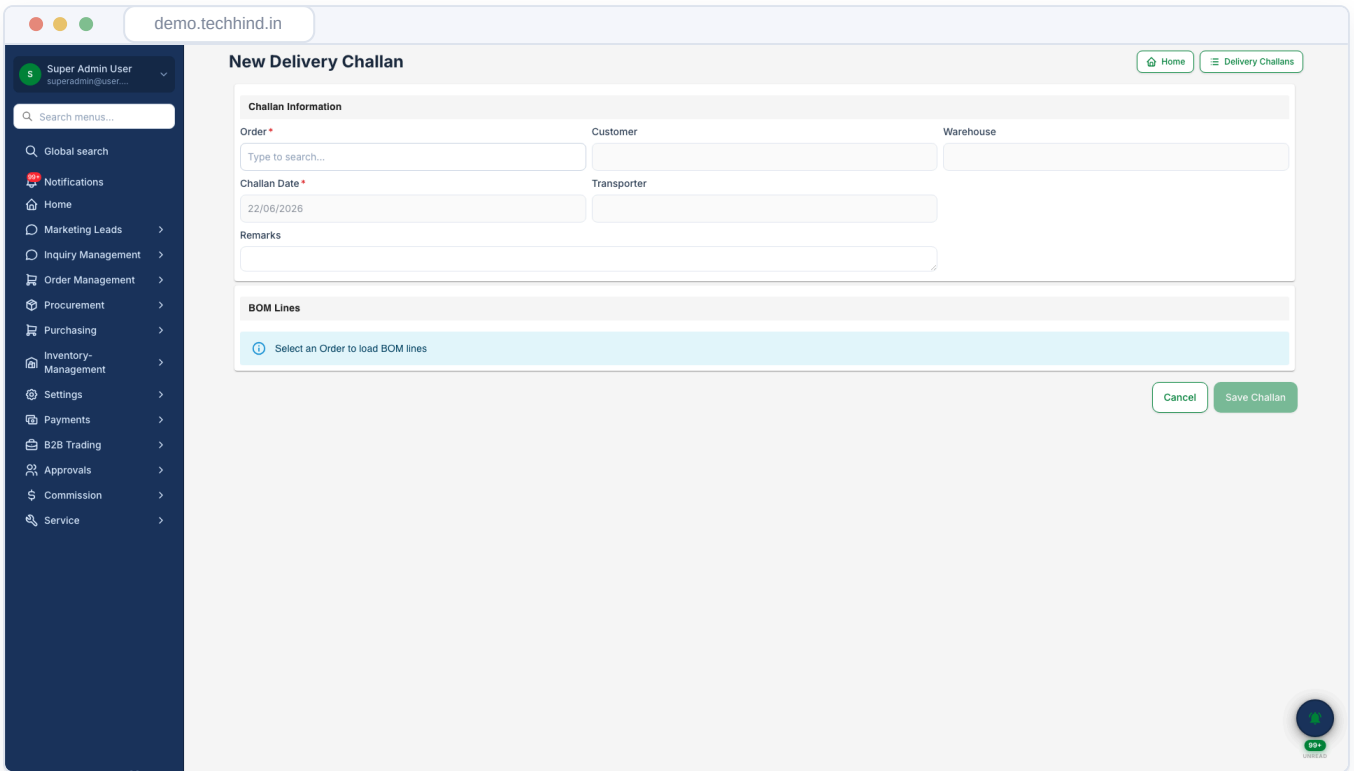 demo.techhind.in
S
Super Admin User
superadmin@user....
Search menus...
Global search
99+
Notifications
Home
Marketing Leads
Inquiry Management
Order Management
Procurement
Purchasing
Inventory-
Management
Settings
Payments
B2B Trading
Approvals
Commission
Service
New Delivery Challan
Home
Delivery Challans
Challan Information
Order *
Customer
Warehouse
Type to search...
Challan Date *
Transporter
22/06/2026
Remarks
BOM Lines
Select an Order to load BOM lines
Cancel
Save Challan
99+
UNREAD